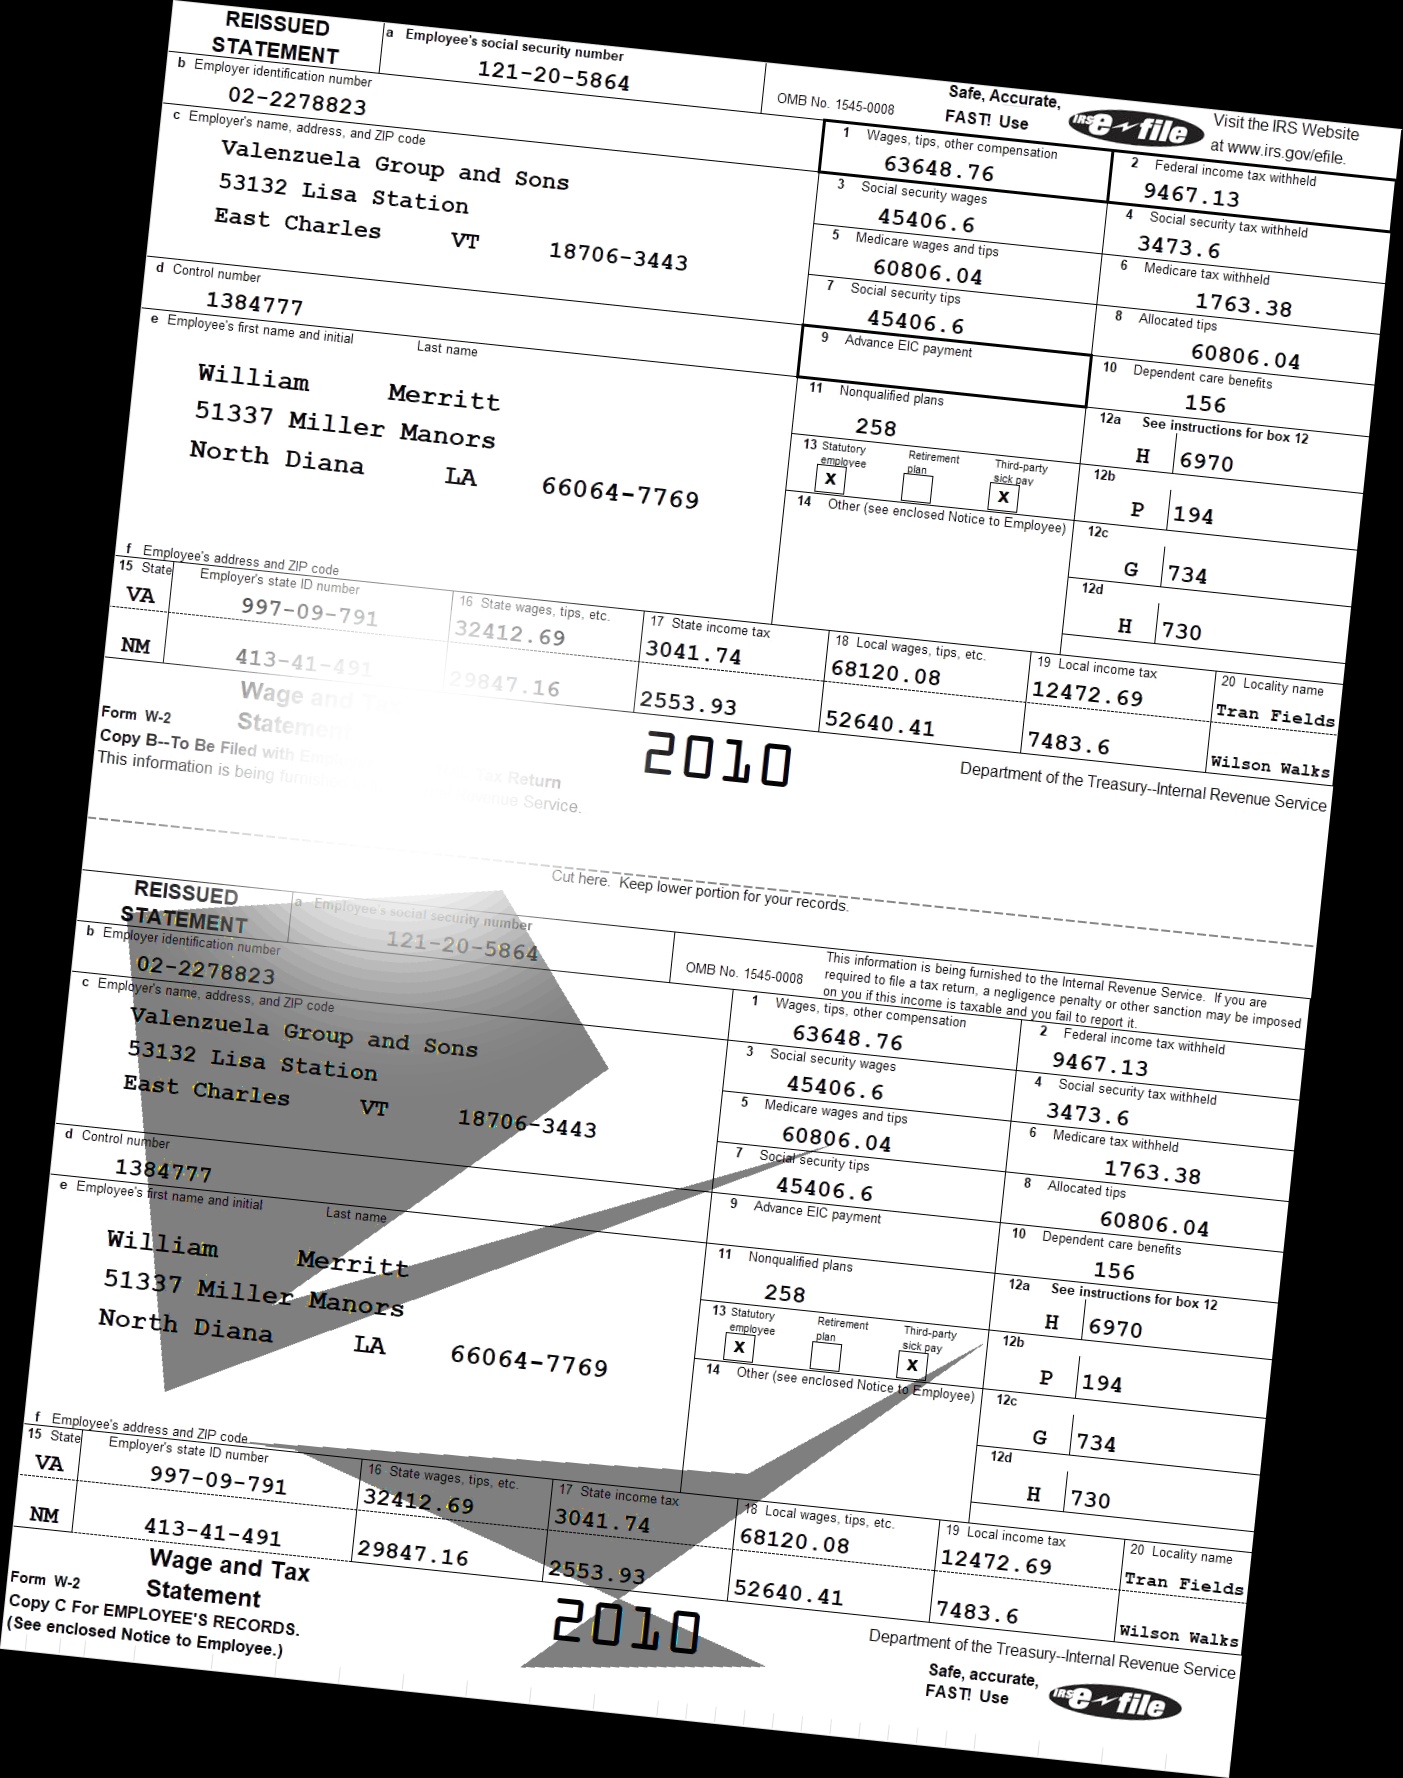 REISSUED
STATEMENT
a Employee's social security number
121-20-5864
OMB No. 1545-0008
Safe, Accurate,
FAST! Use
IRS e-file
Visit the IRS Website
at www.irs.gov/efile.
b Employer identification number
02-2278823
c Employer's name, address, and ZIP code
Valenzuela Group and Sons
53132 Lisa Station
East Charles VT 18706-3443
d Control number
1384777
e Employee's first name and initial Last name
William Merritt
51337 Miller Manors
North Diana LA 66064-7769
f Employee's address and ZIP code
1 Wages, tips, other compensation
63648.76
2 Federal income tax withheld
9467.13
3 Social security wages
45406.6
4 Social security tax withheld
3473.6
5 Medicare wages and tips
60806.04
6 Medicare tax withheld
1763.38
7 Social security tips
45406.6
8 Allocated tips
60806.04
9 Advance EIC payment
10 Dependent care benefits
156
11 Nonqualified plans
258
12a See instructions for box 12
H 6970
13 Statutory employee Retirement plan Third-party sick pay
X X
12b
P 194
14 Other (see enclosed Notice to Employee)
12c
G 734
12d
H 730
15 State Employer's state ID number 16 State wages, tips, etc. 17 State income tax 18 Local wages, tips, etc. 19 Local income tax 20 Locality name
VA 997-09-791 32412.69 3041.74 68120.08 12472.69 Tran Fields
NM 413-41-491 29847.16 2553.93 52640.41 7483.6 Wilson Walks
Wage and Tax
Statement
Form W-2
2010
Department of the Treasury--Internal Revenue Service
Copy B--To Be Filed with Tax Return
This information is being Service.
Cut here. Keep lower portion for your records.
REISSUED
STATEMENT
a Employee's social security number
121-20-5864
OMB No. 1545-0008
This information is being furnished to the Internal Revenue Service. If you are
required to file a tax return, a negligence penalty or other sanction may be imposed
on you if this income is taxable and you fail to report it.
b Employer identification number
02-2278823
c Employer's name, address, and ZIP code
Valenzuela Group and Sons
53132 Lisa Station
East Charles VT 18706-3443
d Control number
1384777
e Employee's first name and initial Last name
William Merritt
51337 Miller Manors
North Diana LA 66064-7769
f Employee's address and ZIP code
1 Wages, tips, other compensation
63648.76
2 Federal income tax withheld
9467.13
3 Social security wages
45406.6
4 Social security tax withheld
3473.6
5 Medicare wages and tips
60806.04
6 Medicare tax withheld
1763.38
7 Social security tips
45406.6
8 Allocated tips
60806.04
9 Advance EIC payment
10 Dependent care benefits
156
11 Nonqualified plans
258
12a See instructions for box 12
H 6970
13 Statutory employee Retirement plan Third-party sick pay
X X
12b
P 194
14 Other (see enclosed Notice to Employee)
12c
G 734
12d
H 730
15 State Employer's state ID number 16 State wages, tips, etc. 17 State income tax 18 Local wages, tips, etc. 19 Local income tax 20 Locality name
VA 997-09-791 32412.69 3041.74 68120.08 12472.69 Tran Fields
NM 413-41-491 29847.16 2553.93 52640.41 7483.6 Wilson Walks
Wage and Tax
Statement
Form W-2
2010
Department of the Treasury--Internal Revenue Service
Copy C For EMPLOYEE'S RECORDS.
(See enclosed Notice to Employee.)
Safe, accurate,
FAST! Use
IRS e-file